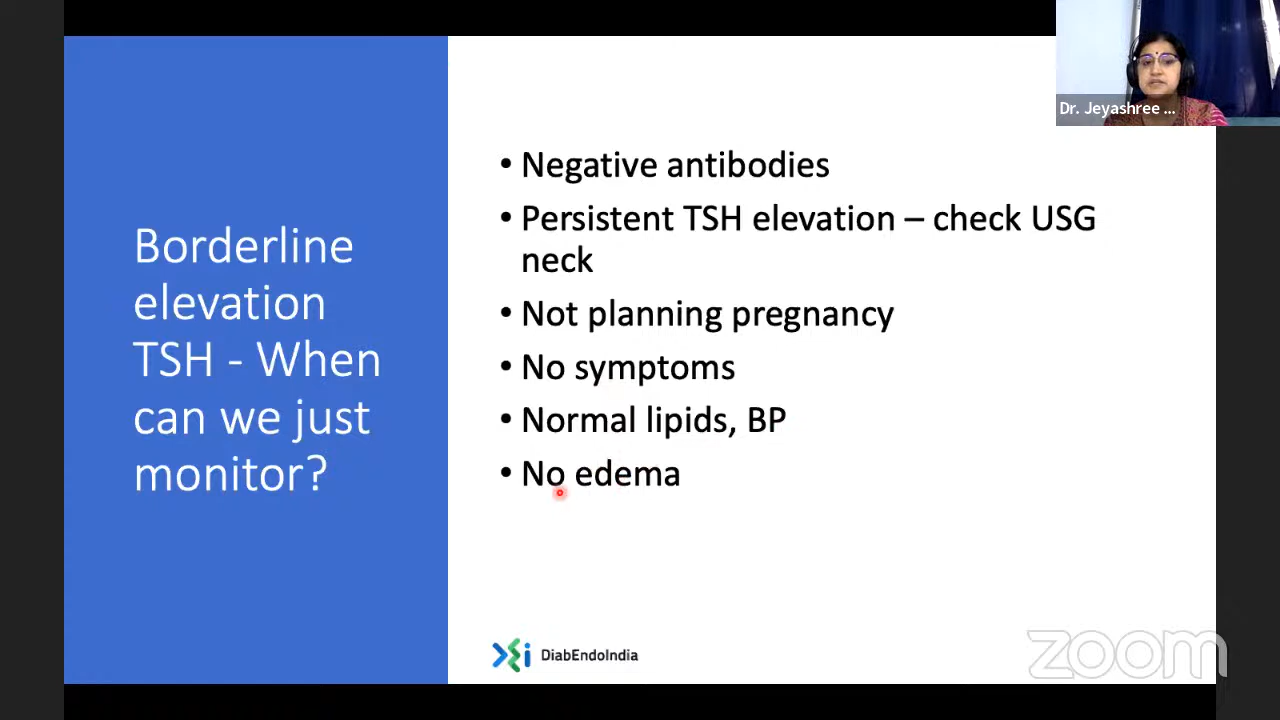 Dr. Jeyashree ...
Borderline
elevation
TSH - When
can we just
monitor?
• Negative antibodies
• Persistent TSH elevation – check USG
neck
• Not planning pregnancy
• No symptoms
• Normal lipids, BP
• No edema
DiabEndoIndia
zoom